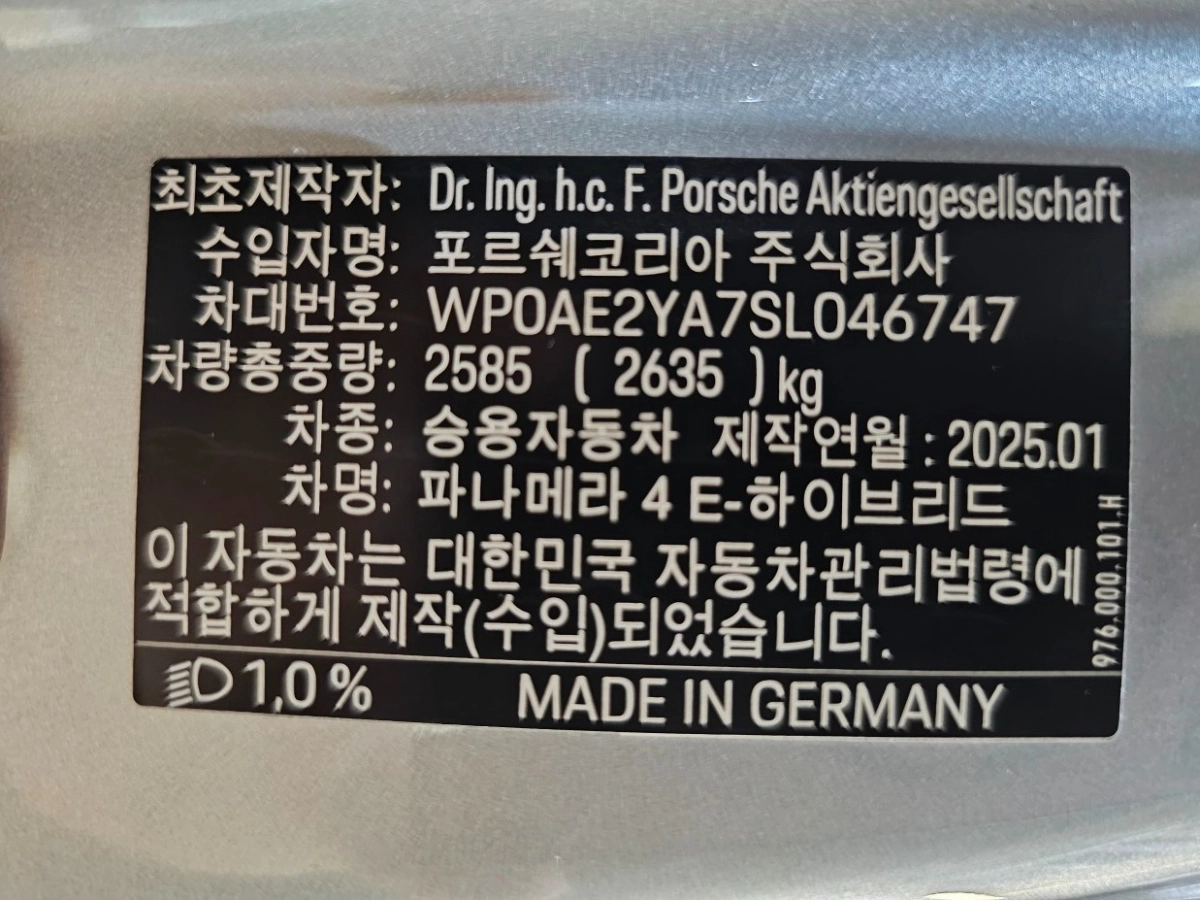 최초제작자: Dr. Ing. h.c. F. Porsche Aktiengesellschaft
수입자명: 포르쉐코리아 주식회사
차대번호: WP0AE2YA7SL046747
차량총중량: 2585 ( 2635 ) kg
차종: 승용자동차 제작연월 : 2025.01
차명: 파나메라 4 E-하이브리드
이 자동차는 대한민국 자동차관리법령에
적합하게 제작(수입)되었습니다.
976.000.101.H
1,0 % MADE IN GERMANY